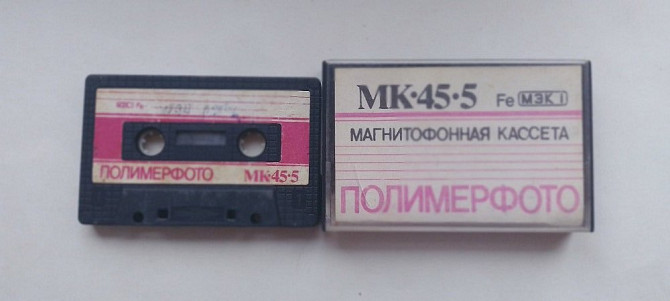 ПОЛИМЕРФОТО МК·45·5
МК·45·5 Fe МЭК I
МАГНИТОФОННАЯ КАССЕТА
ПОЛИМЕРФОТО